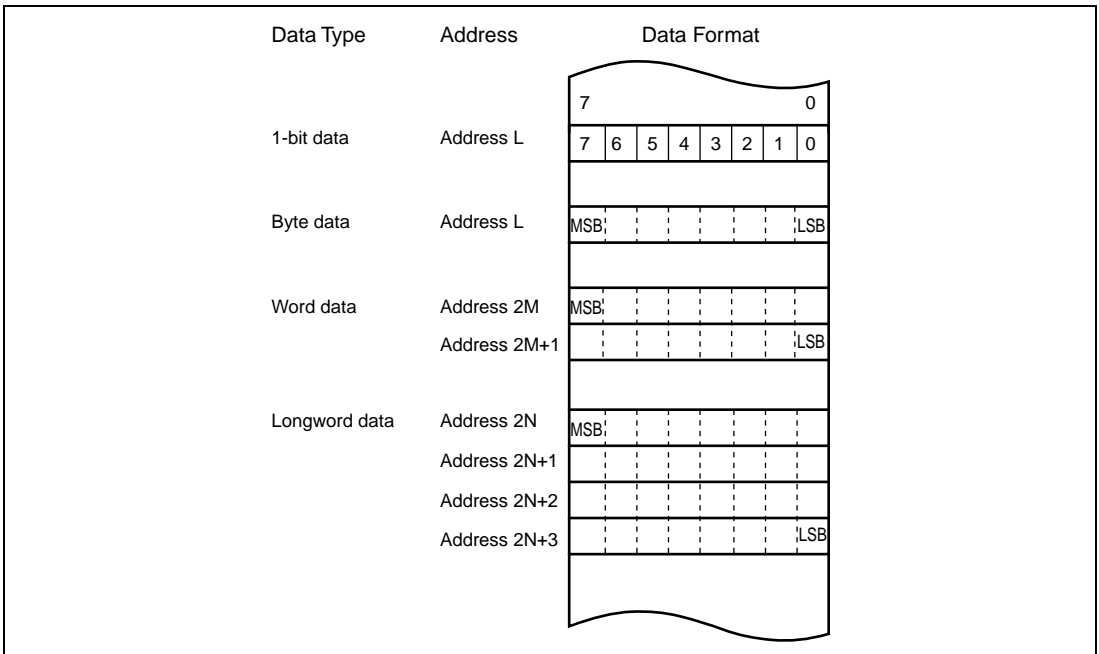 Data Type Address Data Format
7 0
1-bit data Address L 7 6 5 4 3 2 1 0
Byte data Address L MSB LSB
Word data Address 2M MSB
Address 2M+1 LSB
Longword data Address 2N MSB
Address 2N+1
Address 2N+2
Address 2N+3 LSB